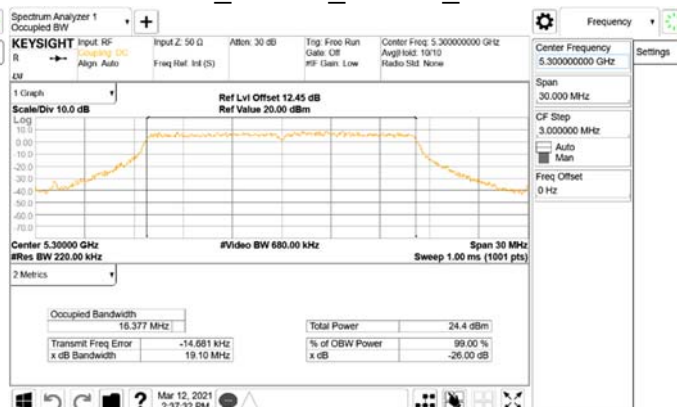 Spectrum Analyzer 1
Occupied BW
+
Frequency
KEYSIGHT Input: RF Input Z: 50 Ω Atten: 30 dB Trig: Free Run Center Freq: 5.300000000 GHz
R Coupling: DC Gate: Off Avg|Hold: 10/10
Align: Auto Freq Ref: Int (S) #IF Gain: Low Radio Std: None
Center Frequency
5.300000000 GHz
Settings
Span
30.000 MHz
CF Step
3.000000 MHz
Auto
Man
Freq Offset
0 Hz
1 Graph
Ref Lvl Offset 12.45 dB
Scale/Div 10.0 dB Ref Value 20.00 dBm
Log
10.0
0.00
-10.0
-20.0
-30.0
-40.0
-50.0
-60.0
-70.0
Center 5.30000 GHz #Video BW 680.00 kHz Span 30 MHz
#Res BW 220.00 kHz Sweep 1.00 ms (1001 pts)
2 Metrics
Occupied Bandwidth
16.377 MHz Total Power 24.4 dBm
Transmit Freq Error -14.681 kHz % of OBW Power 99.00 %
x dB Bandwidth 19.10 MHz x dB -26.00 dB
? Mar 12, 2021